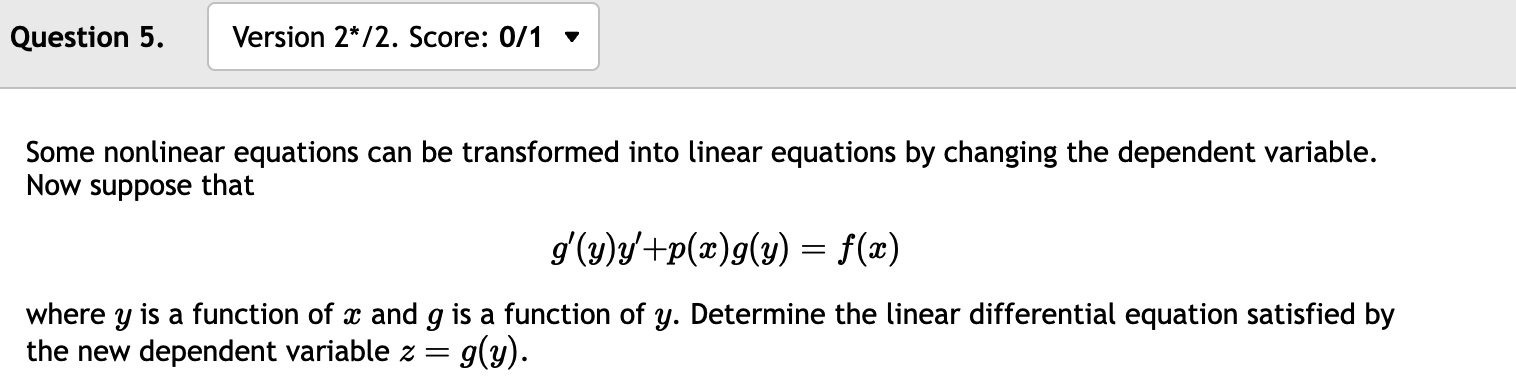 Question 5. Version 2*/2. Score: 0/1 ▼
Some nonlinear equations can be transformed into linear equations by changing the dependent variable.
Now suppose that
g′(y)y′+p(x)g(y) = f(x)
where y is a function of x and g is a function of y. Determine the linear differential equation satisfied by
the new dependent variable z = g(y).